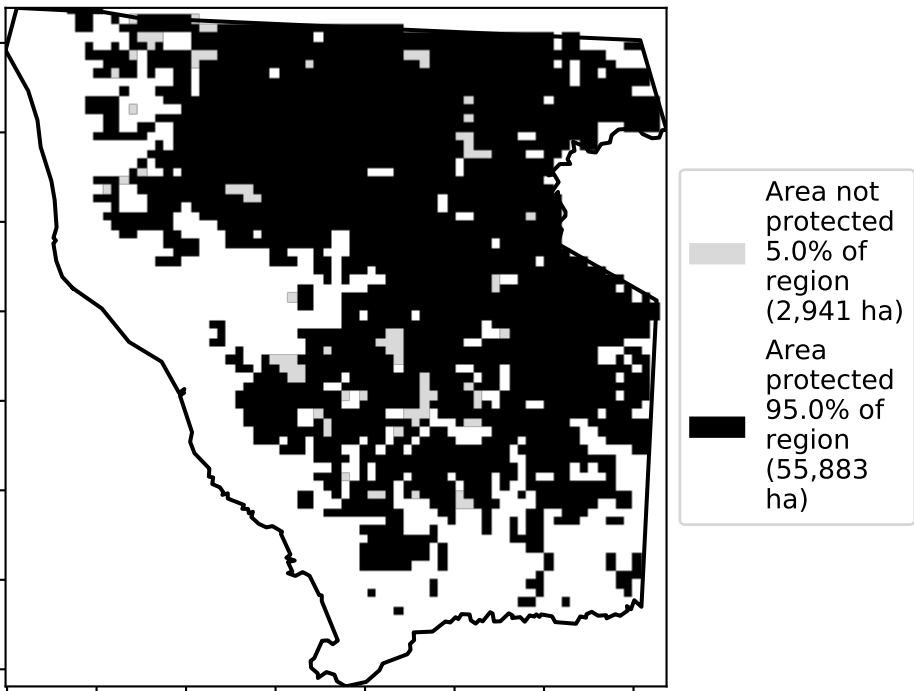 Area not
protected
5.0% of
region
(2,941 ha)
Area
protected
95.0% of
region
(55,883
ha)